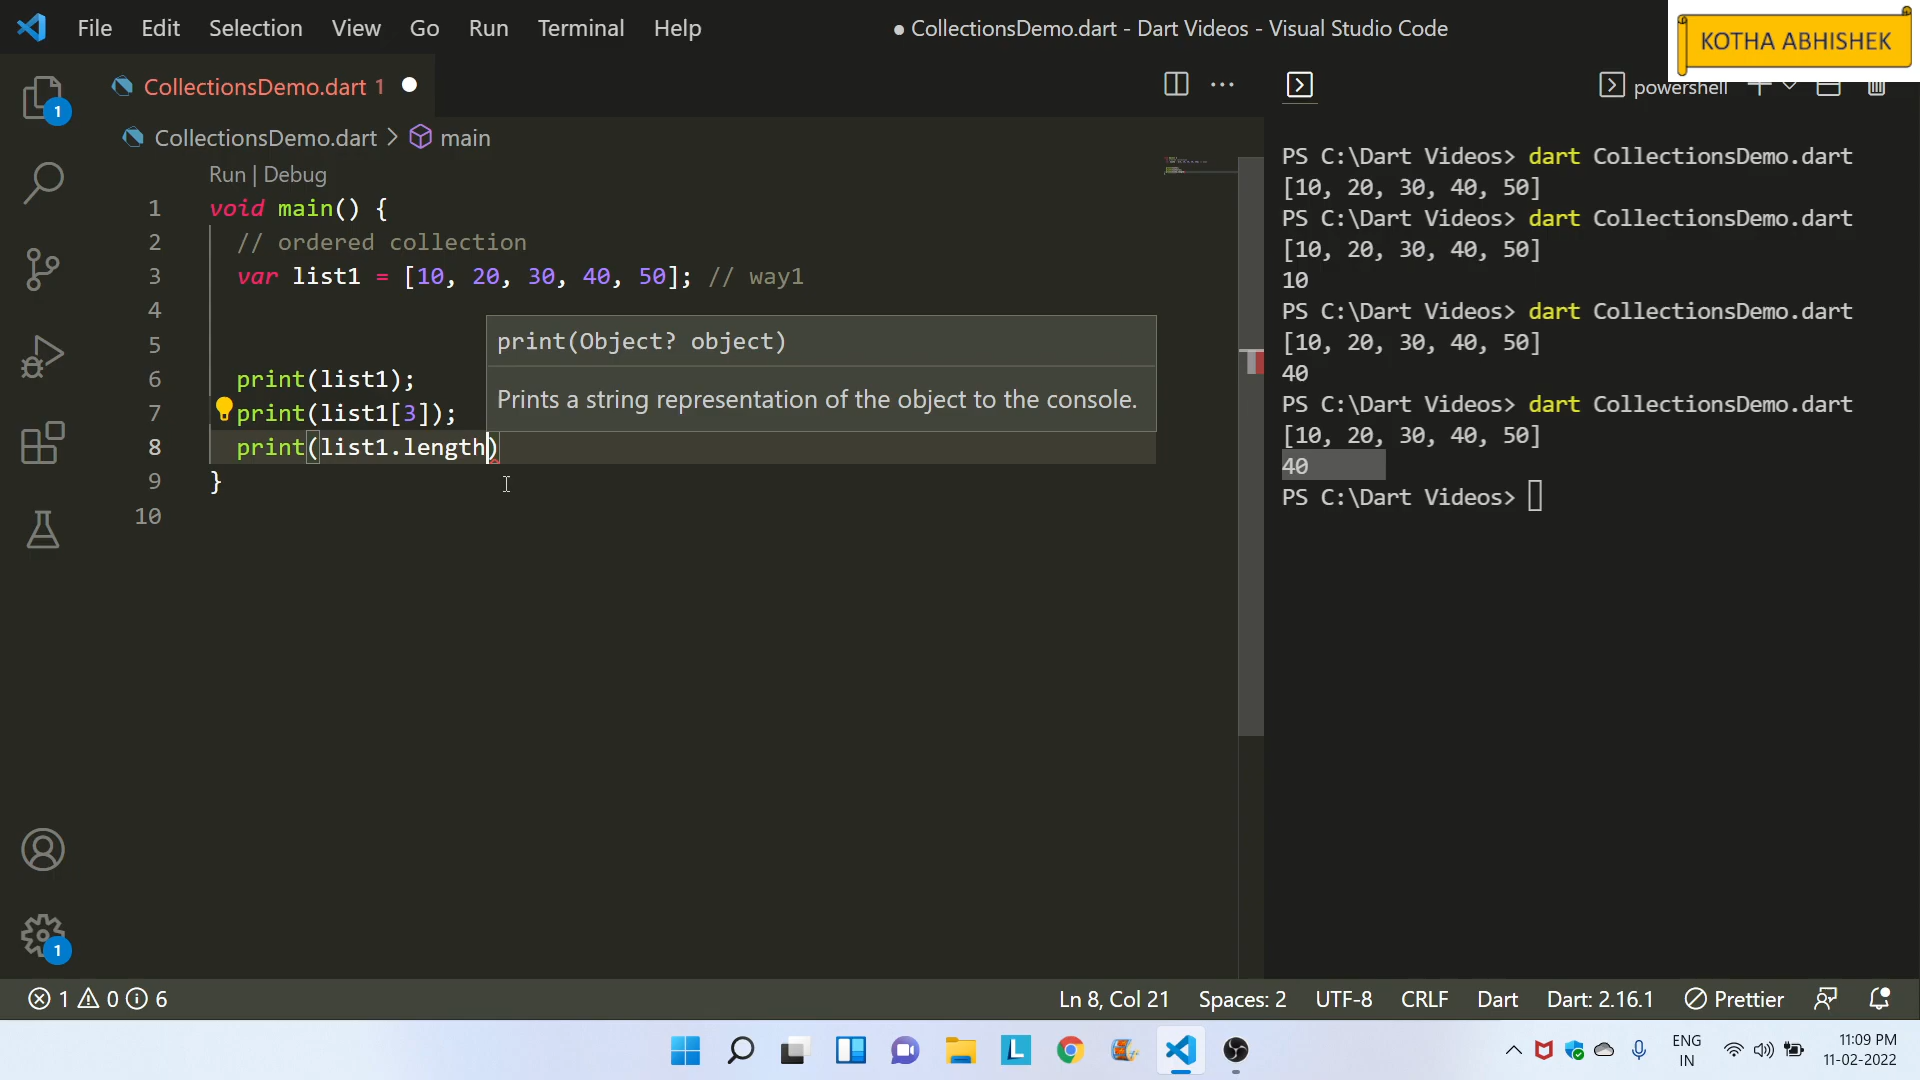 File Edit Selection View Go Run Terminal Help
● CollectionsDemo.dart - Dart Videos - Visual Studio Code
KOTHA ABHISHEK
CollectionsDemo.dart 1
powershell
CollectionsDemo.dart > main
Run | Debug
1 void main() {
2 // ordered collection
3 var list1 = [10, 20, 30, 40, 50]; // way1
4
5
print(Object? object)
Prints a string representation of the object to the console.
6 print(list1);
7 print(list1[3]);
8 print(list1.length)
9 }
10
PS C:\Dart Videos> dart CollectionsDemo.dart
[10, 20, 30, 40, 50]
PS C:\Dart Videos> dart CollectionsDemo.dart
[10, 20, 30, 40, 50]
10
PS C:\Dart Videos> dart CollectionsDemo.dart
[10, 20, 30, 40, 50]
40
PS C:\Dart Videos> dart CollectionsDemo.dart
[10, 20, 30, 40, 50]
40
PS C:\Dart Videos>
1
1
1 0 6
Ln 8, Col 21 Spaces: 2 UTF-8 CRLF Dart Dart: 2.16.1 Prettier
L
ENG
IN
11:09 PM
11-02-2022